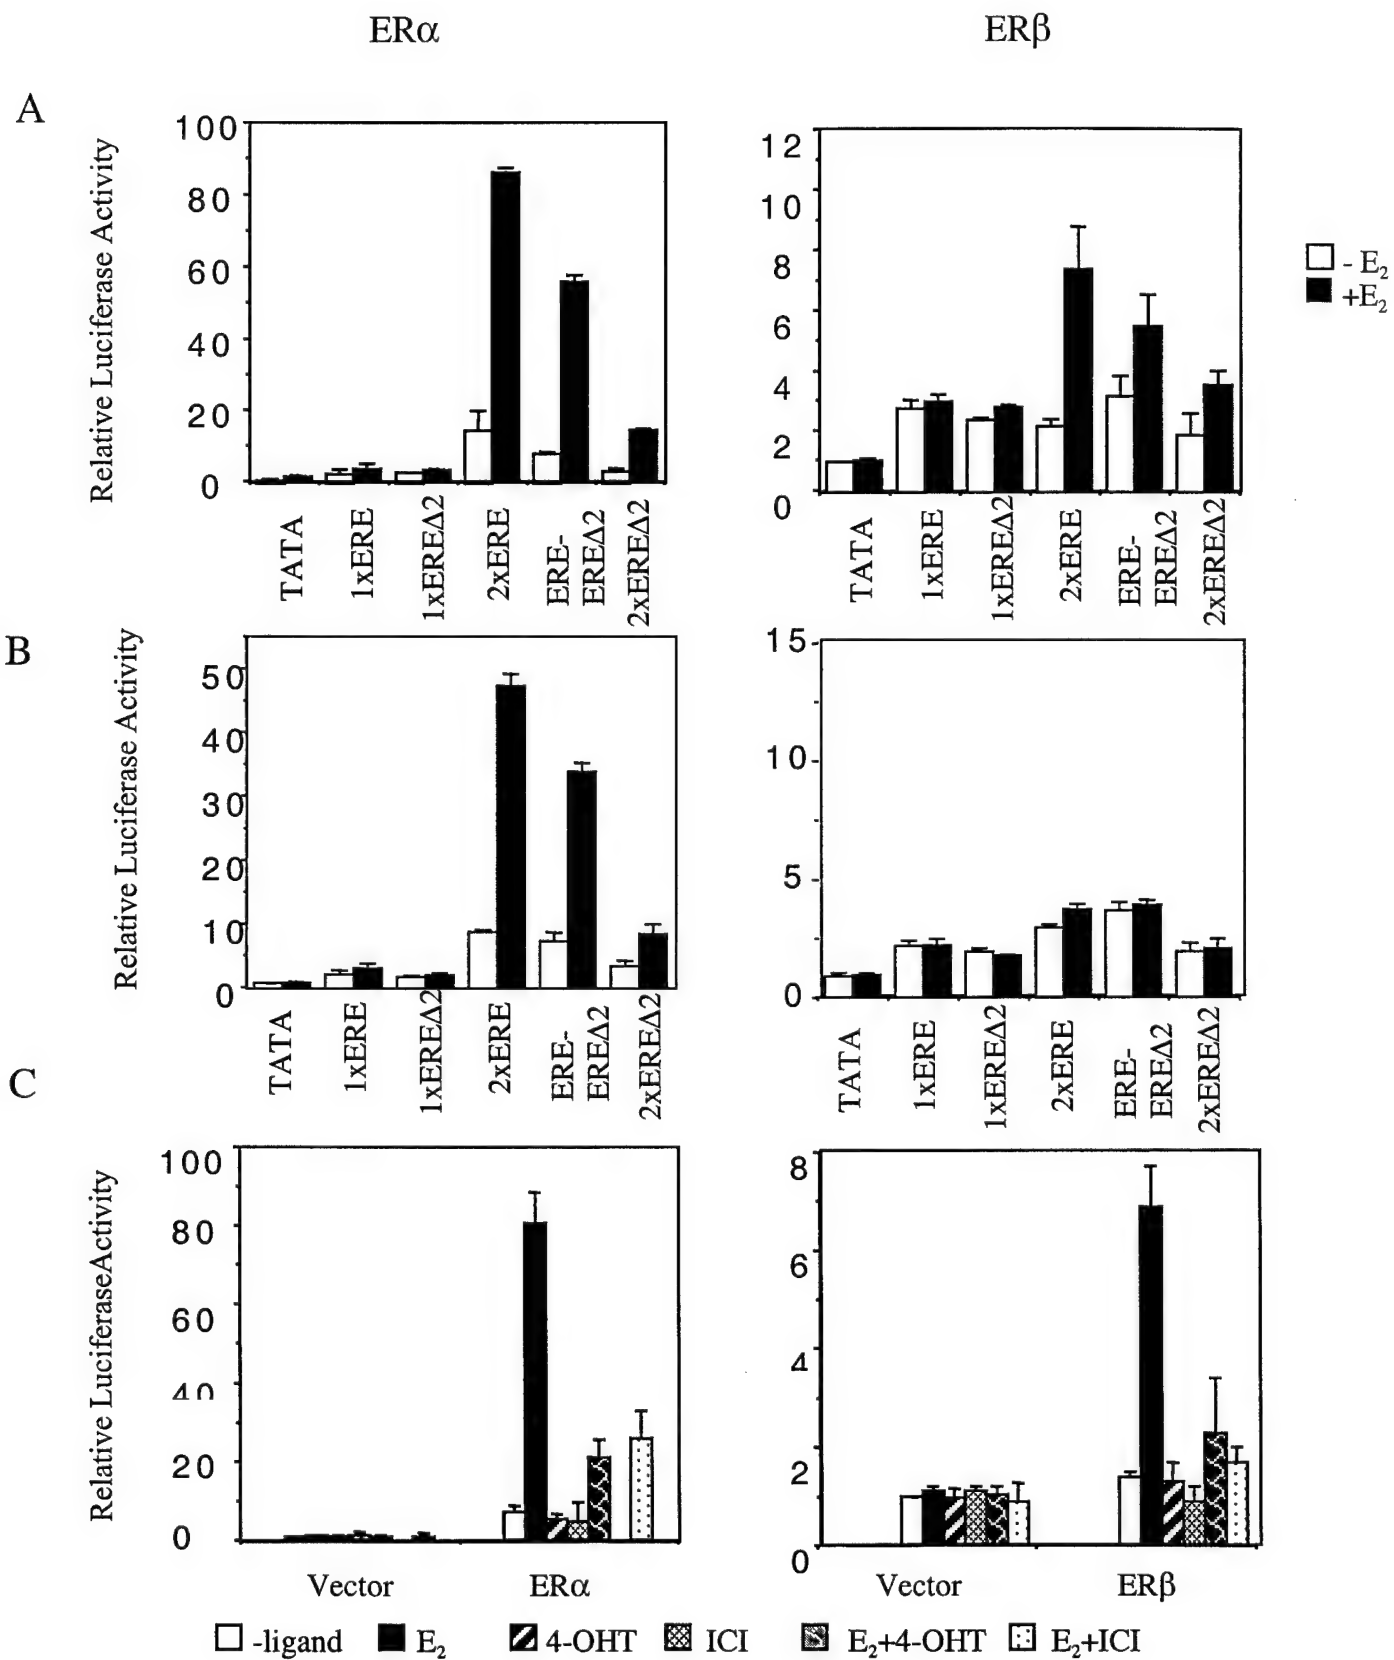 ERα
ERβ
A
Relative Luciferase Activity
100
80
60
40
20
0
TATA
1xERE
1xEREΔ2
2xERE
ERE-
EREΔ2
2xEREΔ2
12
10
8
6
4
2
0
TATA
1xERE
1xEREΔ2
2xERE
ERE-
EREΔ2
2xEREΔ2
- E₂
+E₂
B
Relative Luciferase Activity
50
40
30
20
10
0
TATA
1xERE
1xEREΔ2
2xERE
ERE-
EREΔ2
2xEREΔ2
15
10
5
0
TATA
1xERE
1xEREΔ2
2xERE
ERE-
EREΔ2
2xEREΔ2
C
Relative LuciferaseActivity
100
80
60
40
20
0
Vector
ERα
8
6
4
2
0
Vector
ERβ
-ligand
E₂
4-OHT
ICI
E₂+4-OHT
E₂+ICI